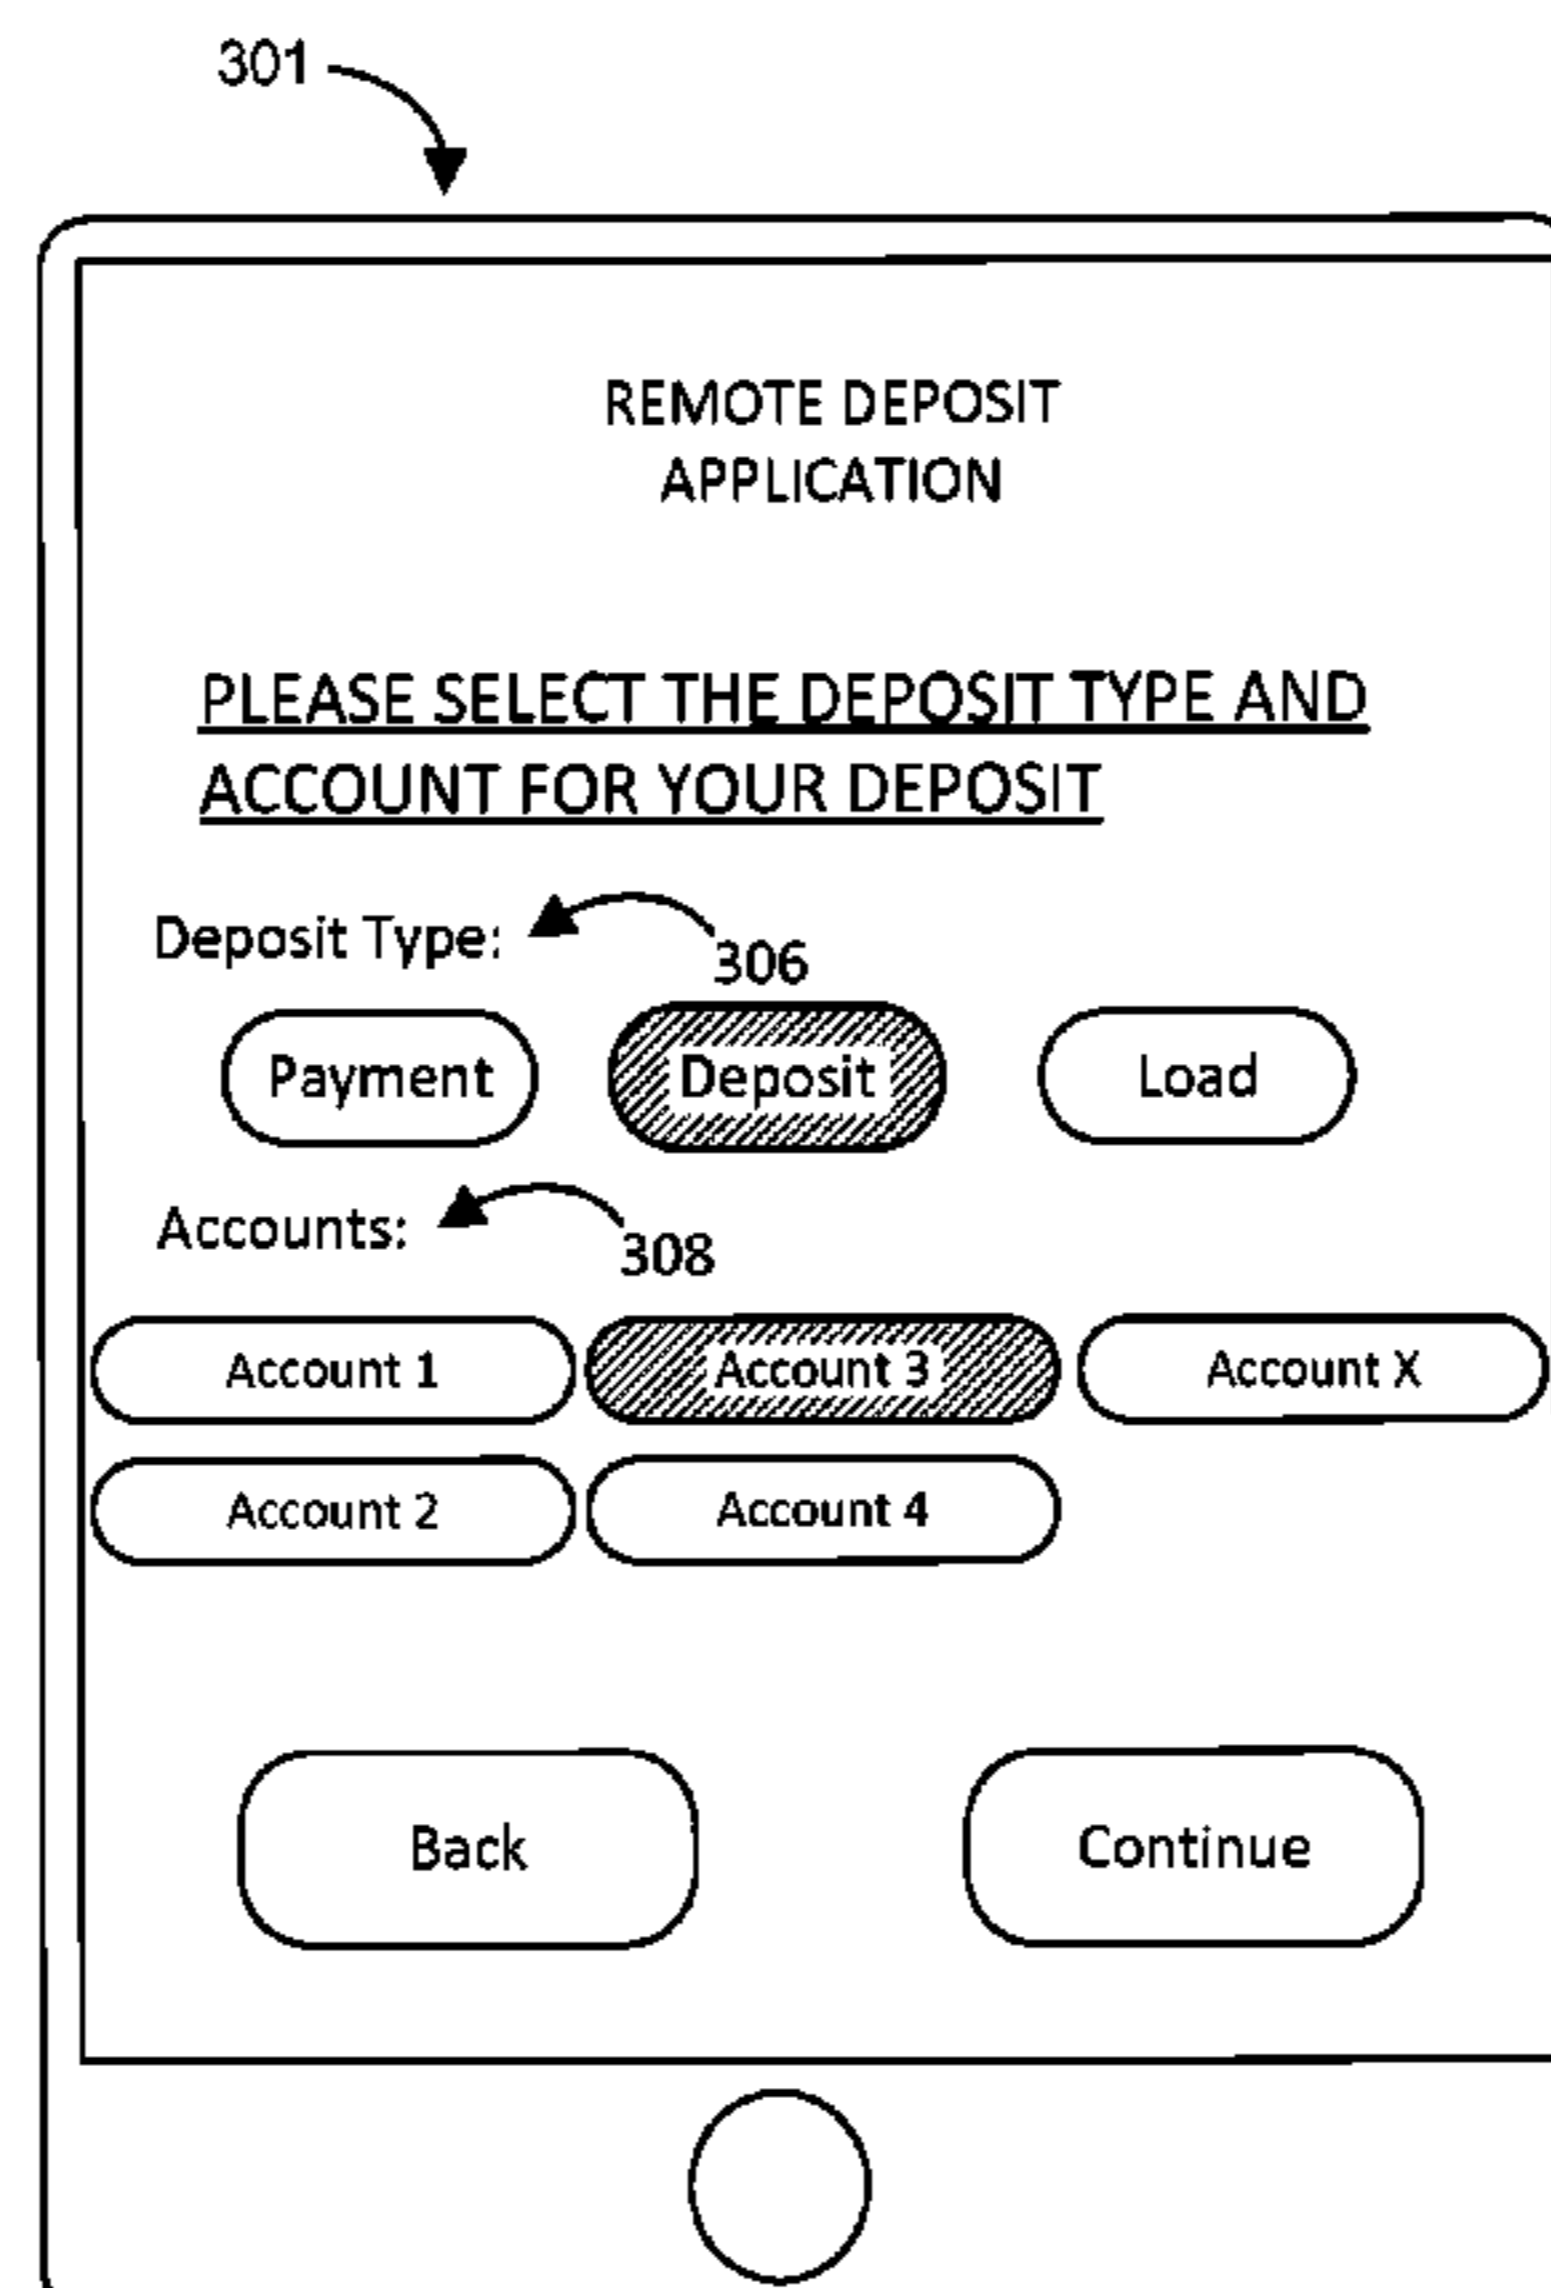 301
REMOTE DEPOSIT
APPLICATION
PLEASE SELECT THE DEPOSIT TYPE AND
ACCOUNT FOR YOUR DEPOSIT
Deposit Type:
306
Payment Deposit Load
Accounts:
308
Account 1 Account 3 Account X
Account 2 Account 4
Back Continue